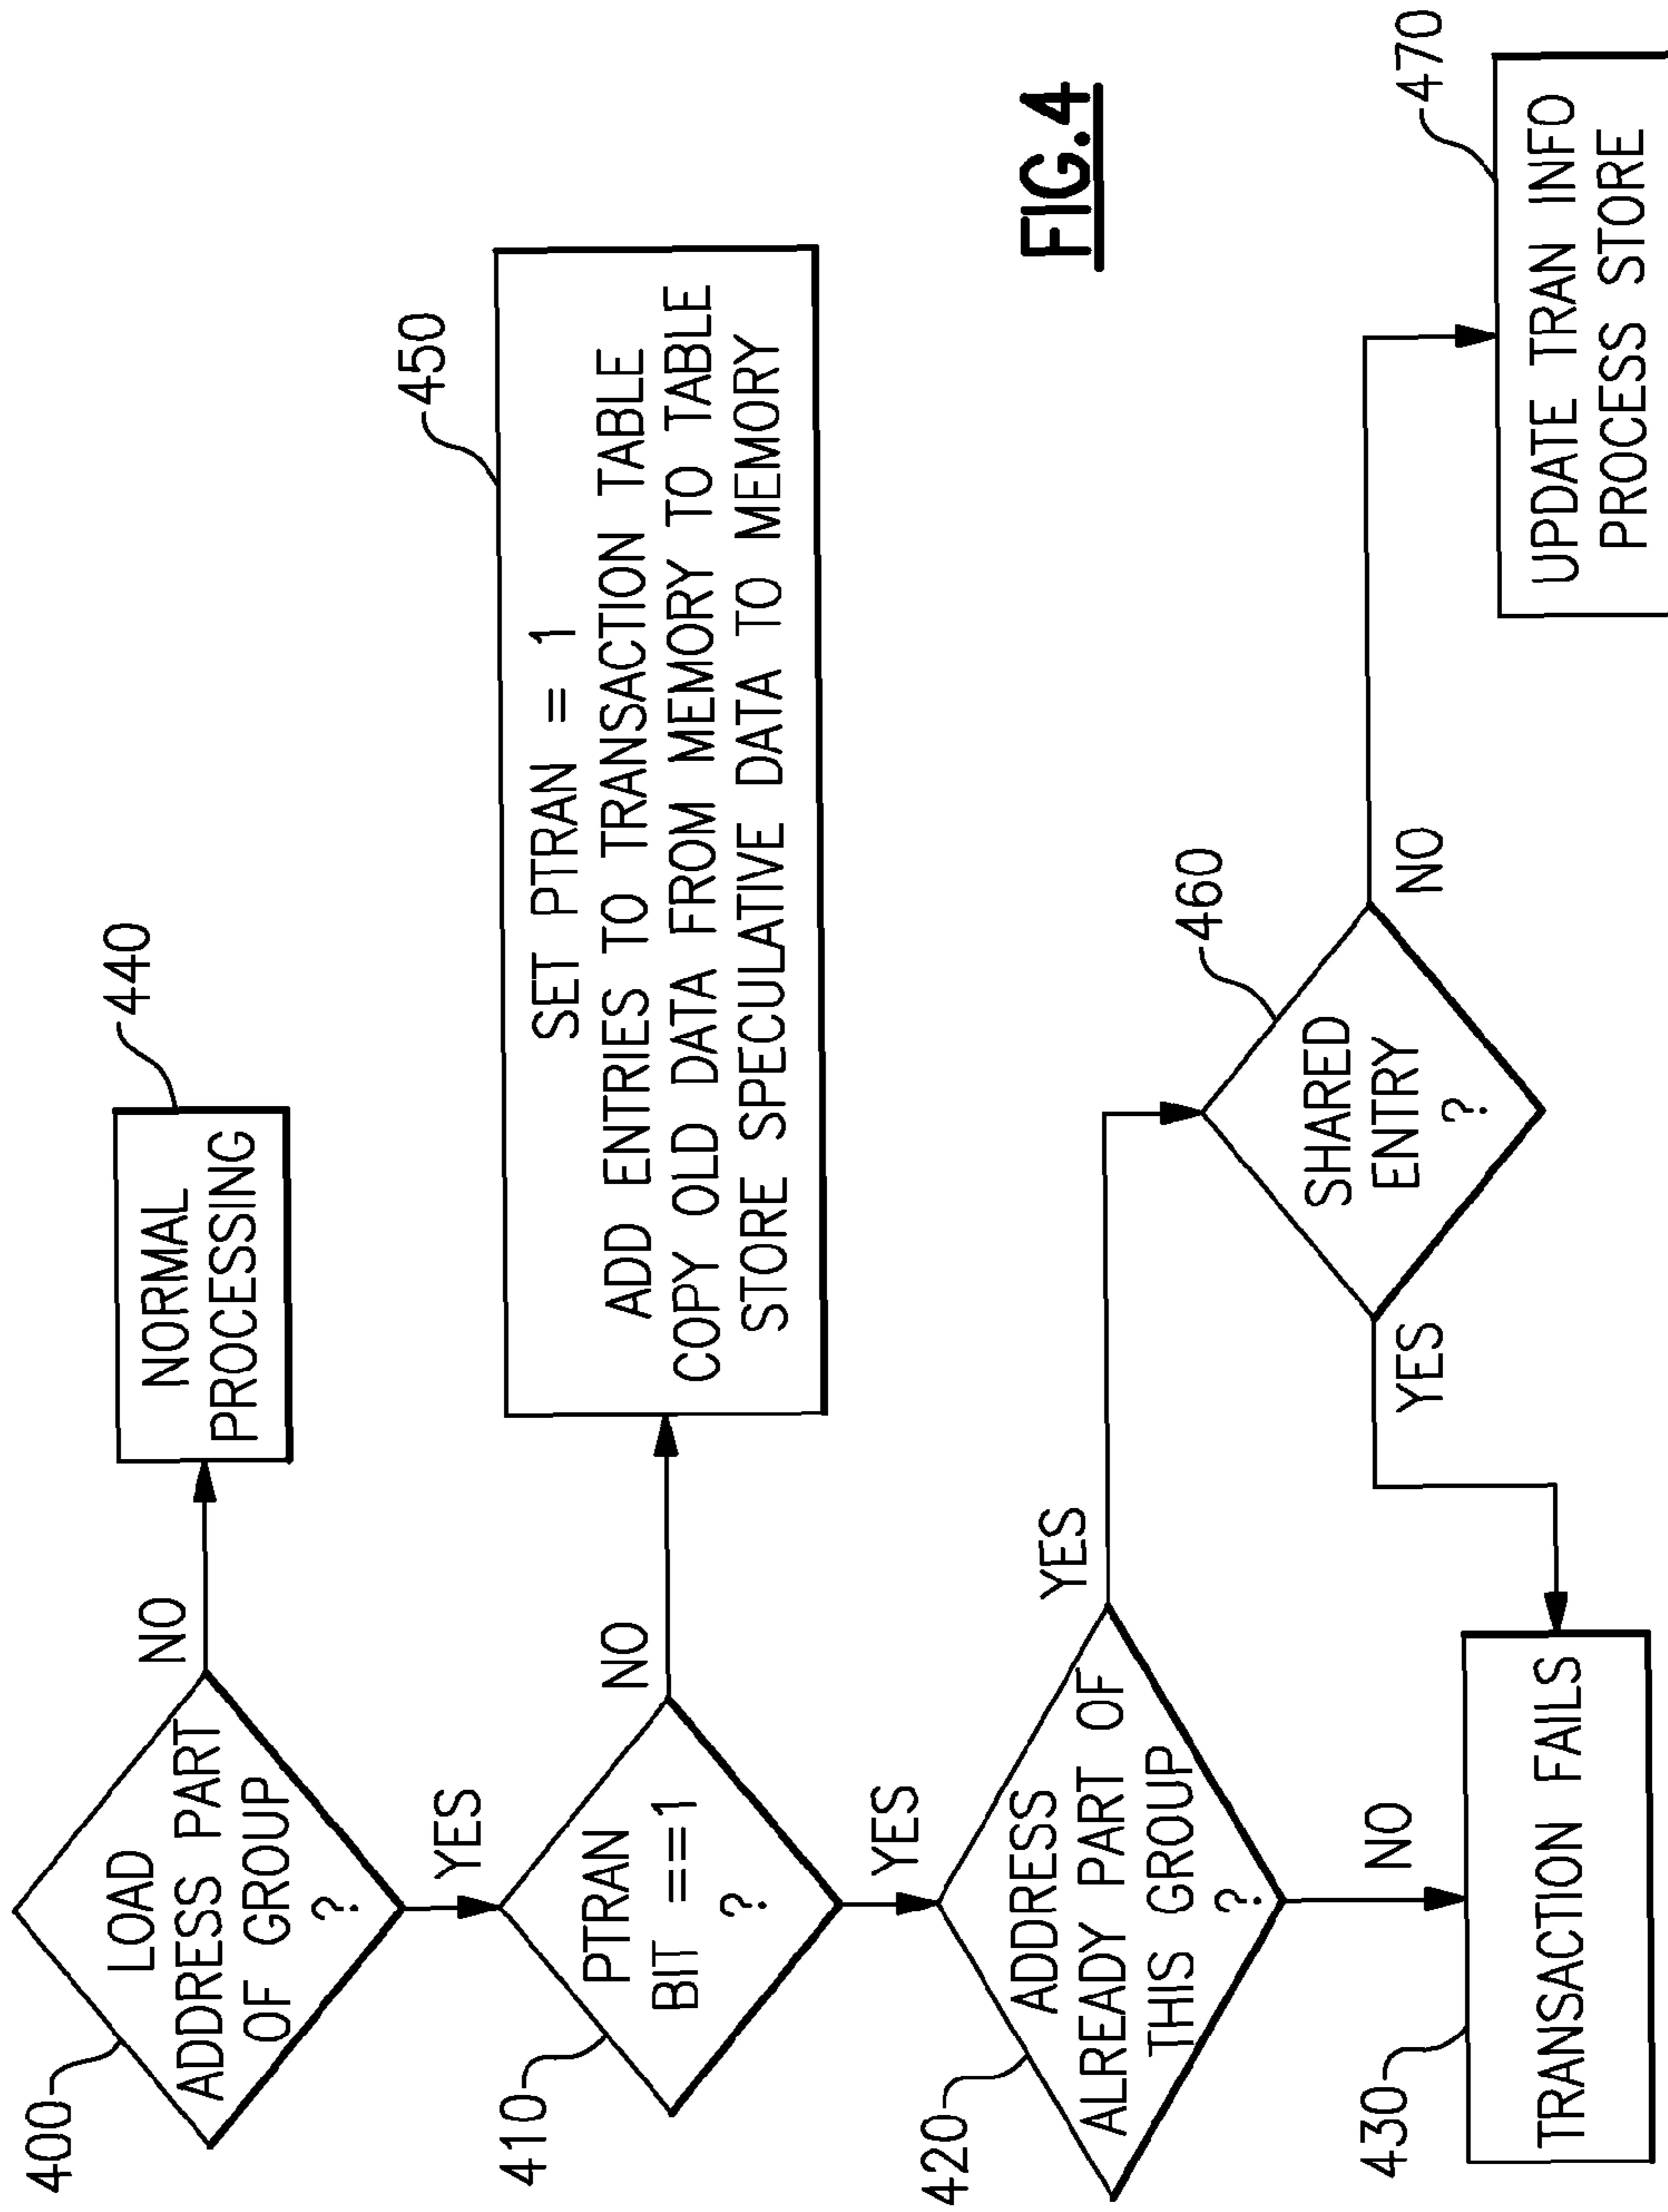 400
LOAD
ADDRESS PART
OF GROUP
?
NO
440
NORMAL
PROCESSING
YES
410
PTRAN
BIT ==1
?
NO
450
SET PTRAN = 1
ADD ENTRIES TO TRANSACTION TABLE
COPY OLD DATA FROM MEMORY TO TABLE
STORE SPECULATIVE DATA TO MEMORY
YES
420
ADDRESS
ALREADY PART OF
THIS GROUP
?
YES
460
SHARED
ENTRY
?
NO
YES
NO
430
TRANSACTION FAILS
470
UPDATE TRAN INFO
PROCESS STORE
FIG.4